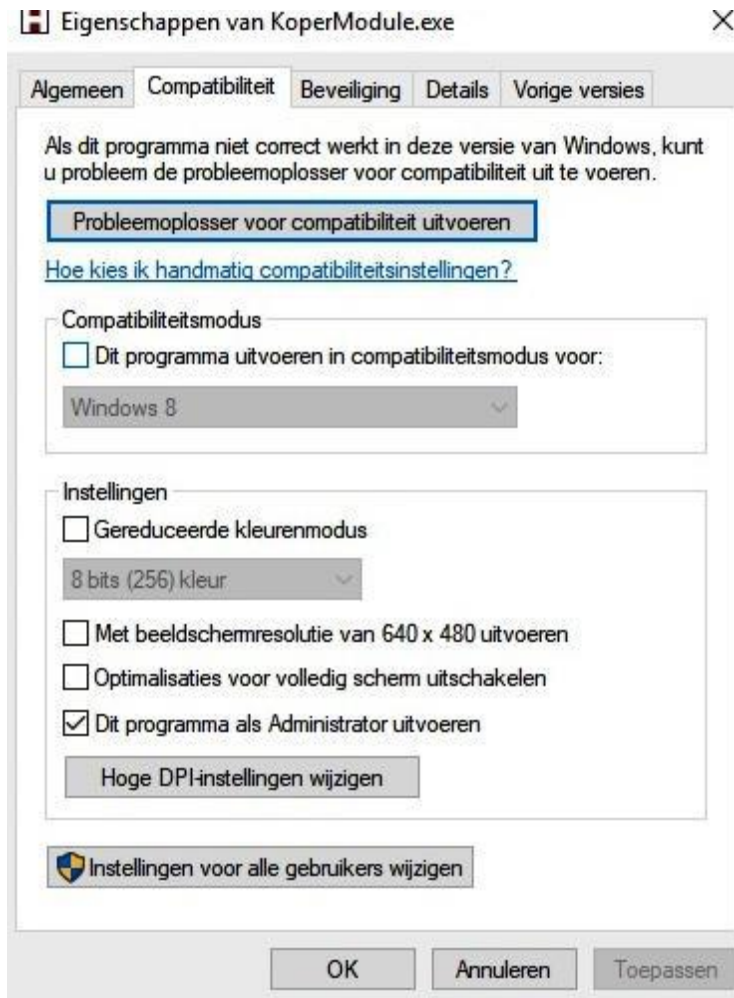 Eigenschappen van KoperModule.exe
Algemeen Compatibiliteit Beveiliging Details Vorige versies
Als dit programma niet correct werkt in deze versie van Windows, kunt
u probleem de probleemoplosser voor compatibiliteit uit te voeren.
Probleemoplosser voor compatibiliteit uitvoeren
Hoe kies ik handmatig compatibiliteitsinstellingen?
Compatibiliteitsmodus
Dit programma uitvoeren in compatibiliteitsmodus voor:
Windows 8
Instellingen
Gereduceerde kleurenmodus
8 bits (256) kleur
Met beeldschermresolutie van 640 x 480 uitvoeren
Optimalisaties voor volledig scherm uitschakelen
Dit programma als Administrator uitvoeren
Hoge DPI-instellingen wijzigen
Instellingen voor alle gebruikers wijzigen
OK Annuleren Toepassen